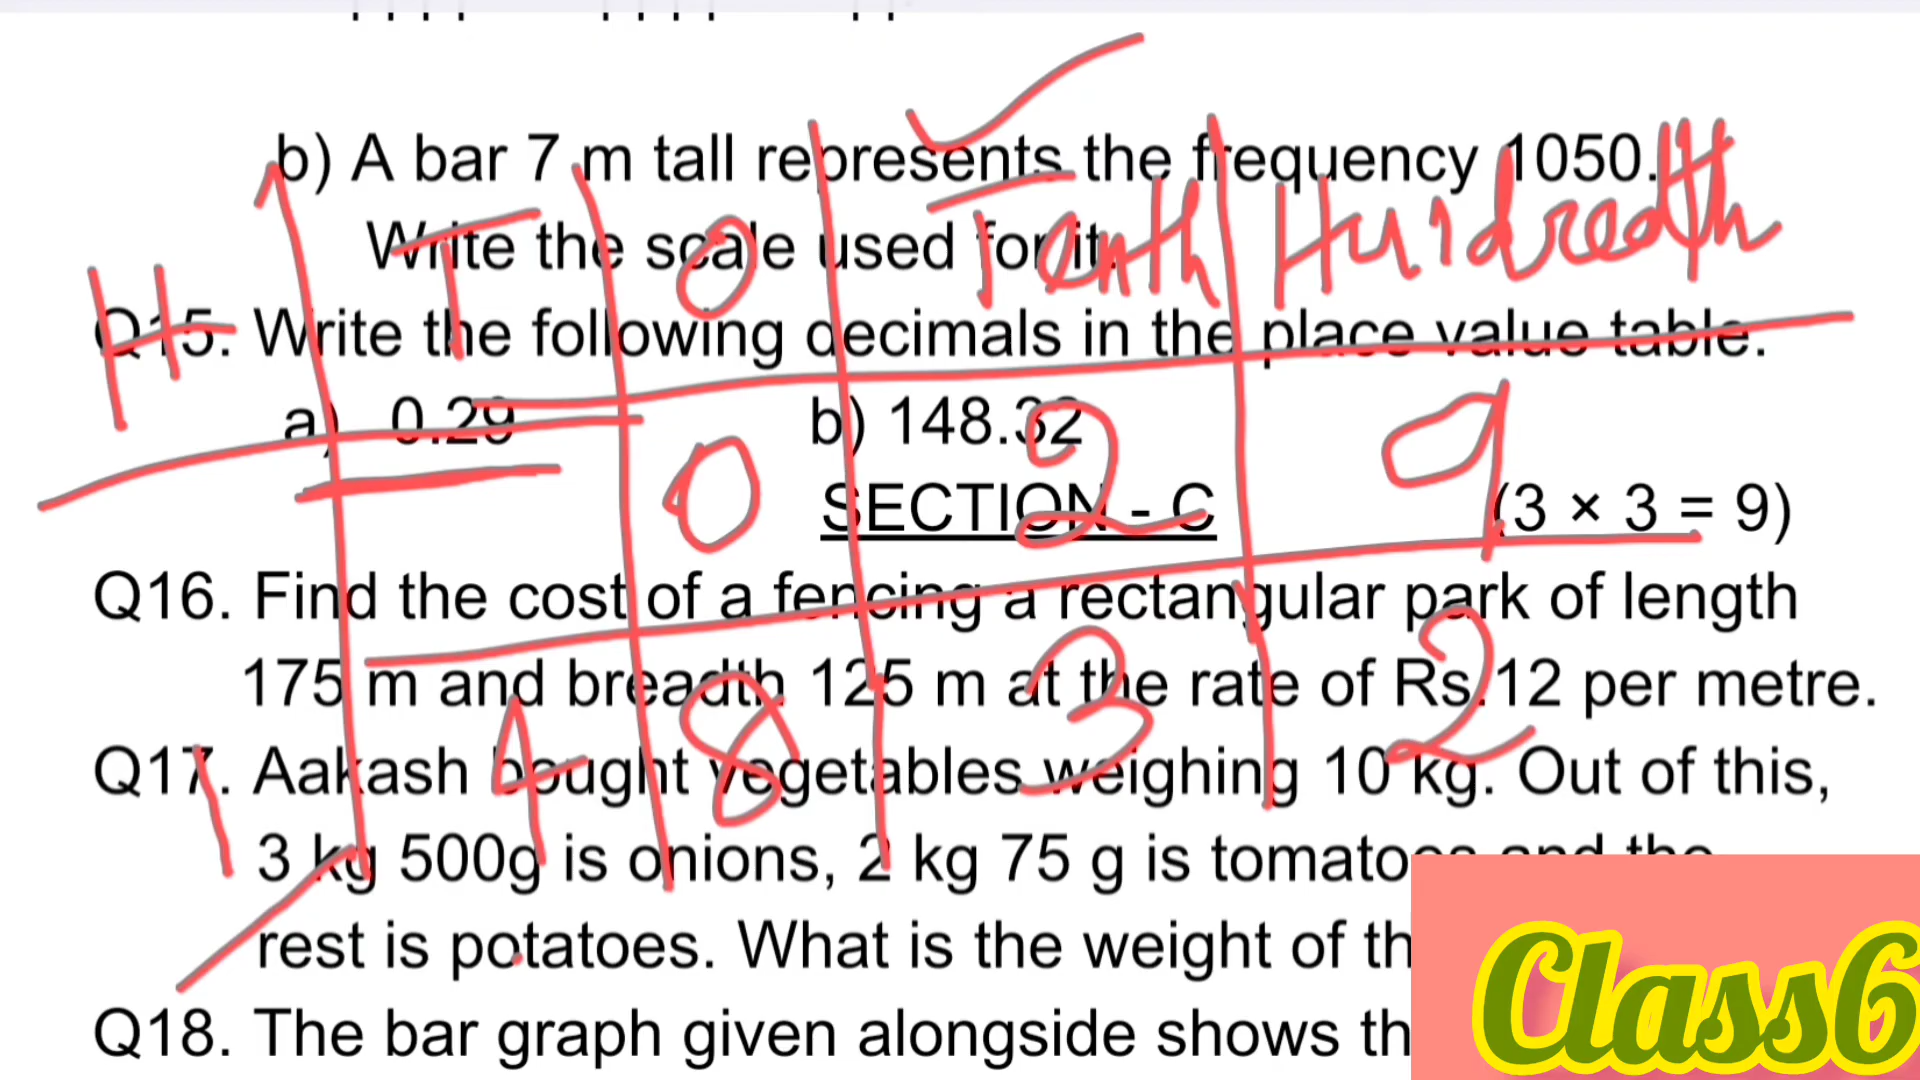 b) A bar 7 m tall represents the frequency 1050.
Write the scale used for it.
H T O Tenth Hundredth
Q15. Write the following decimals in the place value table.
a) 0.29 b) 148.32
0 2 9
SECTION - C (3 × 3 = 9)
Q16. Find the cost of a fencing a rectangular park of length
175 m and breadth 125 m at the rate of Rs.12 per metre.
1 4 8 3 2
Q17. Aakash bought vegetables weighing 10 kg. Out of this,
3 kg 500g is onions, 2 kg 75 g is tomatoes and the
rest is potatoes. What is the weight of th
Q18. The bar graph given alongside shows th
Class6